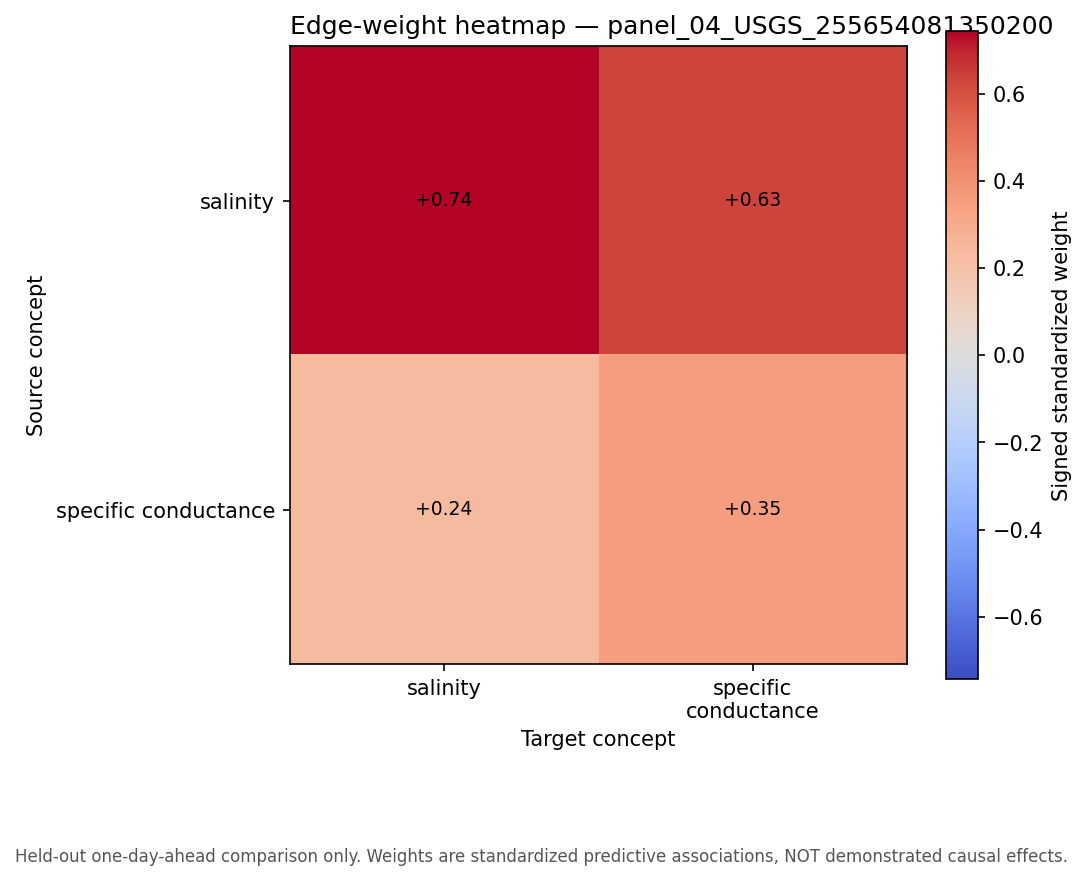 Edge-weight heatmap — panel_04_USGS_255654081350200
Source concept
salinity
+0.74
+0.63
specific conductance
+0.24
+0.35
salinity
specific
conductance
Target concept
0.6
0.4
0.2
0.0
−0.2
−0.4
−0.6
Signed standardized weight
Held-out one-day-ahead comparison only. Weights are standardized predictive associations, NOT demonstrated causal effects.